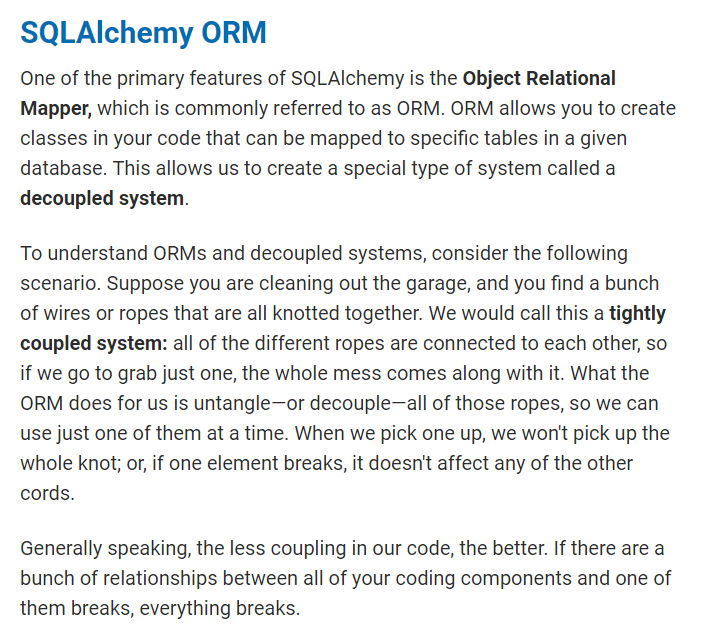 SQLAlchemy ORM
One of the primary features of SQLAlchemy is the Object Relational
Mapper, which is commonly referred to as ORM. ORM allows you to create
classes in your code that can be mapped to specific tables in a given
database. This allows us to create a special type of system called a
decoupled system.
To understand ORMs and decoupled systems, consider the following
scenario. Suppose you are cleaning out the garage, and you find a bunch
of wires or ropes that are all knotted together. We would call this a tightly
coupled system: all of the different ropes are connected to each other, so
if we go to grab just one, the whole mess comes along with it. What the
ORM does for us is untangle—or decouple—all of those ropes, so we can
use just one of them at a time. When we pick one up, we won't pick up the
whole knot; or, if one element breaks, it doesn't affect any of the other
cords.
Generally speaking, the less coupling in our code, the better. If there are a
bunch of relationships between all of your coding components and one of
them breaks, everything breaks.